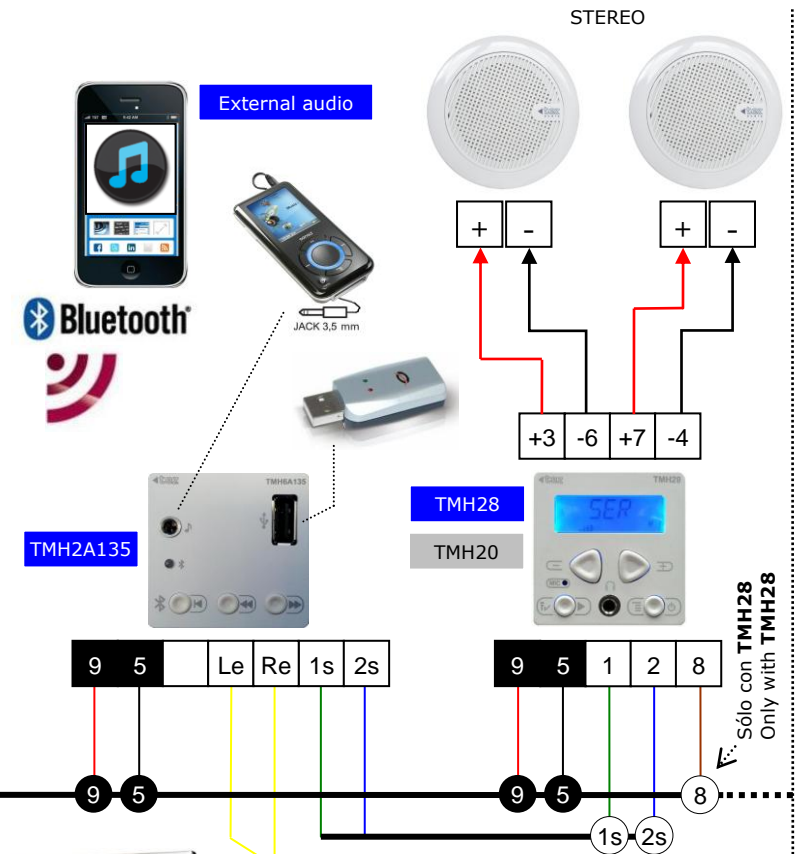 STEREO
External audio
Bluetooth
JACK 3,5 mm
+ - + -
+3 -6 +7 -4
TMH6A135
TMH28
SER
TMH28
TMH20
MIC
TMH2A135
9 5 Le Re 1s 2s
9 5 1 2 8
Sólo con TMH28
Only with TMH28
9 5
9 5 8
1s 2s